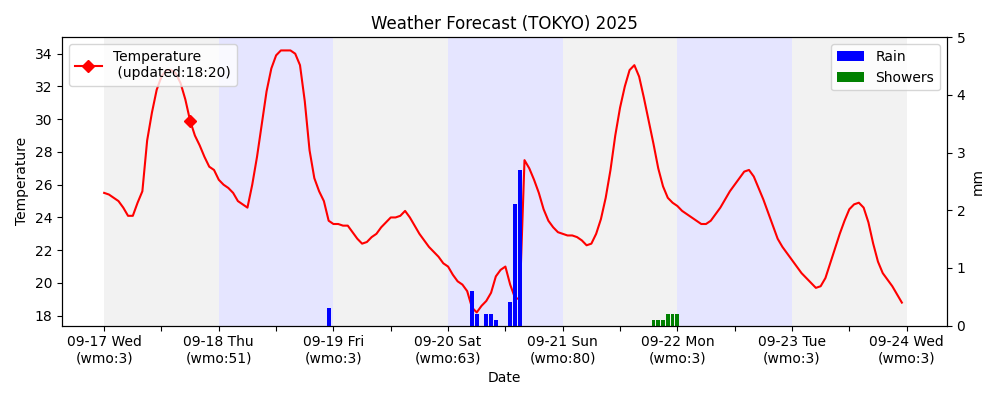 Weather Forecast (TOKYO) 2025
Temperature
(updated:18:20)
Rain
Showers
34
32
30
28
26
24
22
20
18
Temperature
5
4
3
2
1
0
mm
09-17 Wed
(wmo:3)
09-18 Thu
(wmo:51)
09-19 Fri
(wmo:3)
09-20 Sat
(wmo:63)
09-21 Sun
(wmo:80)
09-22 Mon
(wmo:3)
09-23 Tue
(wmo:3)
09-24 Wed
(wmo:3)
Date